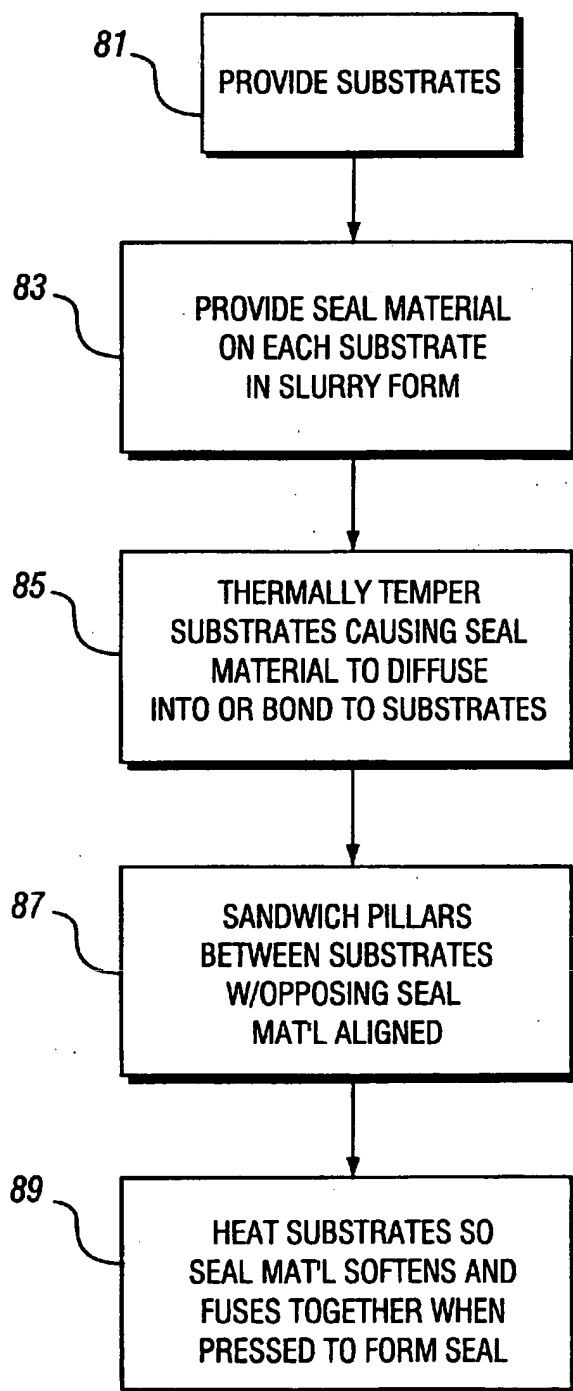 81
PROVIDE SUBSTRATES
83
PROVIDE SEAL MATERIAL
ON EACH SUBSTRATE
IN SLURRY FORM
85
THERMALLY TEMPER
SUBSTRATES CAUSING SEAL
MATERIAL TO DIFFUSE
INTO OR BOND TO SUBSTRATES
87
SANDWICH PILLARS
BETWEEN SUBSTRATES
W/OPPOSING SEAL
MAT'L ALIGNED
89
HEAT SUBSTRATES SO
SEAL MAT'L SOFTENS AND
FUSES TOGETHER WHEN
PRESSED TO FORM SEAL